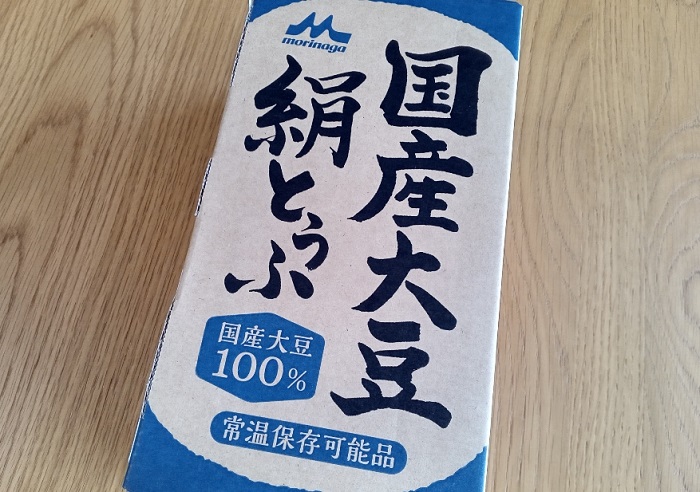 morinaga
国産大豆
絹とうふ
国産大豆
100%
常温保存可能品